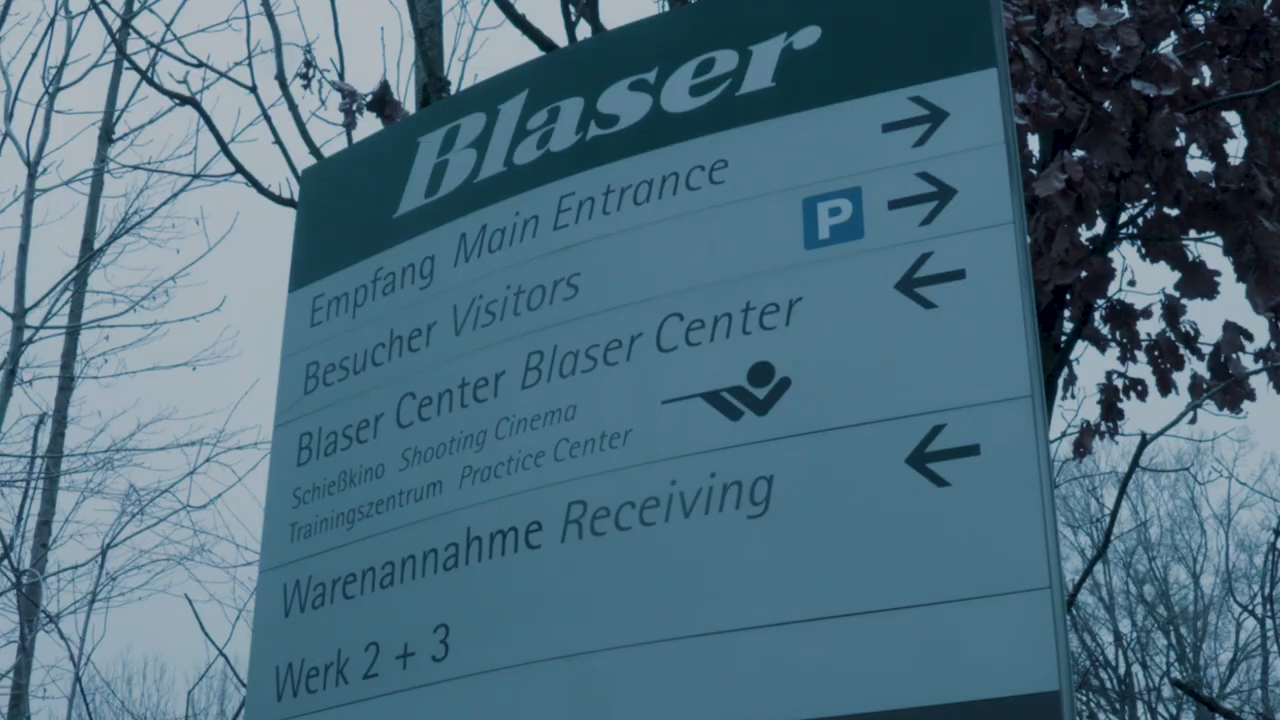 Blaser
Empfang Main Entrance
Besucher Visitors P
Blaser Center Blaser Center
Schießkino Shooting Cinema
Trainingszentrum Practice Center
Warenannahme Receiving
Werk 2 + 3